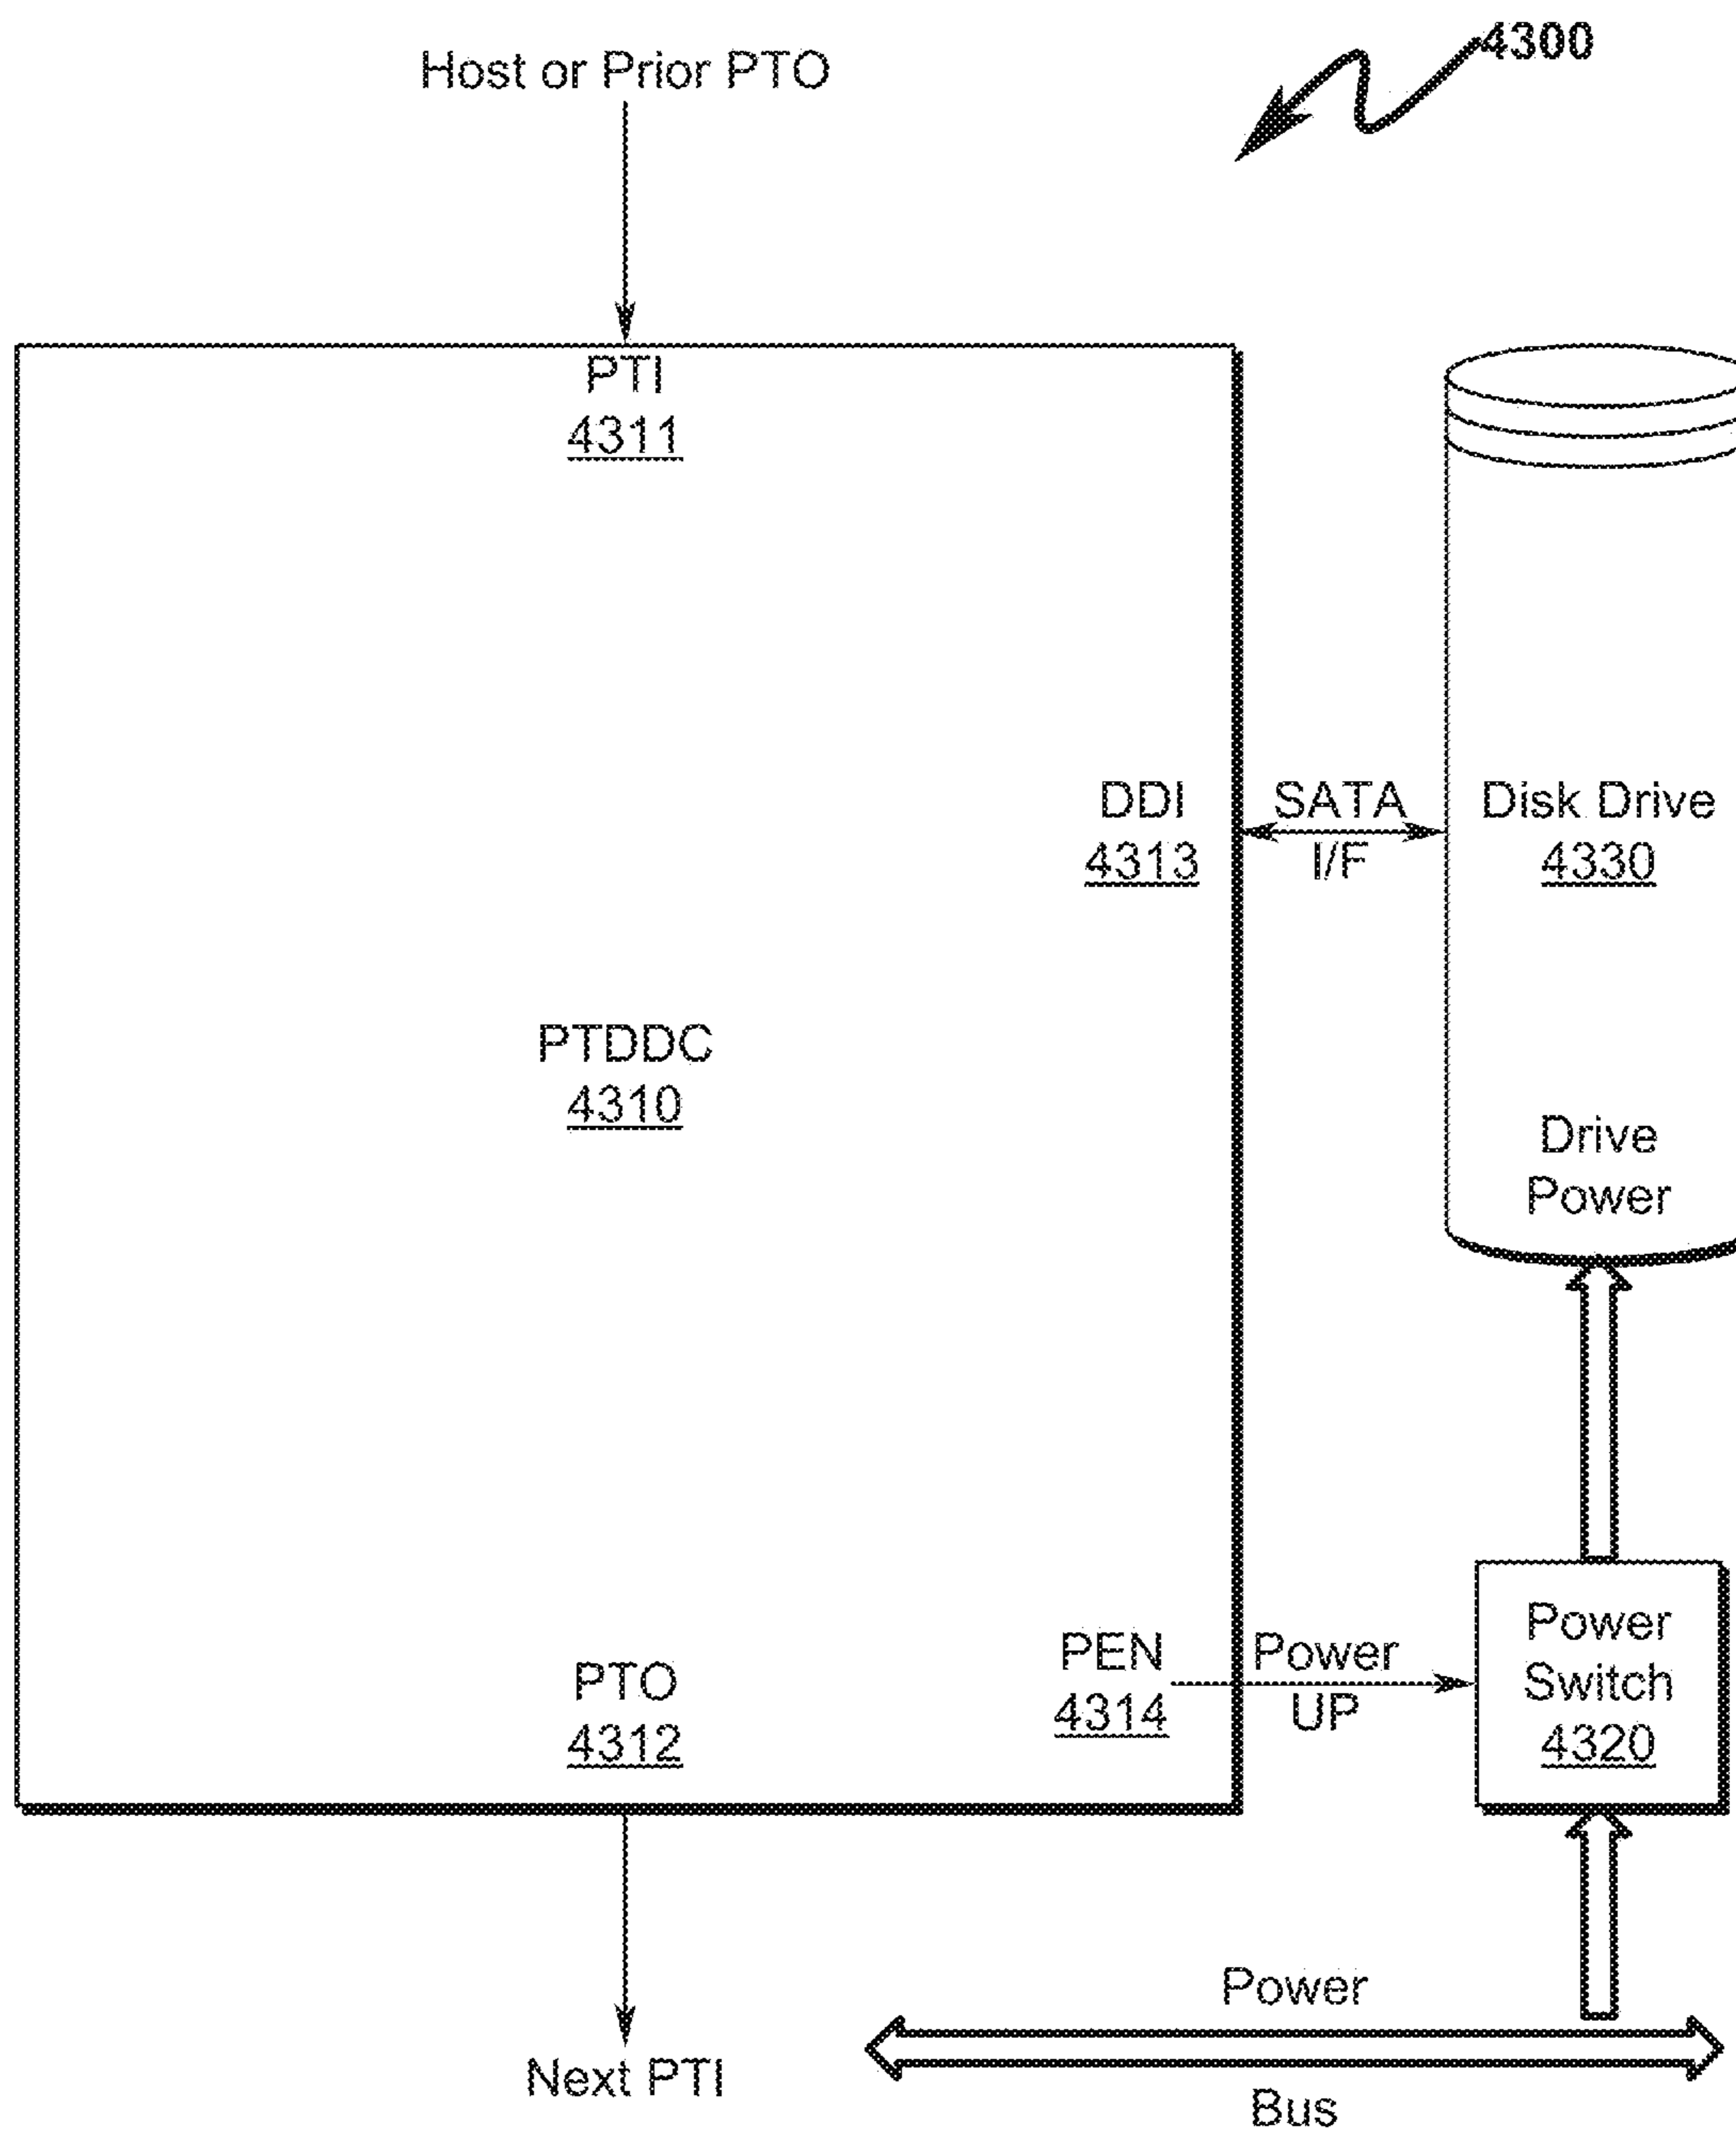 4300
Host or Prior PTO
PTI
4311
DDI
4313
SATA
I/F
Disk Drive
4330
PTDDC
4310
Drive
Power
PTO
4312
PEN
4314
Power
UP
Power
Switch
4320
Power
Bus
Next PTI